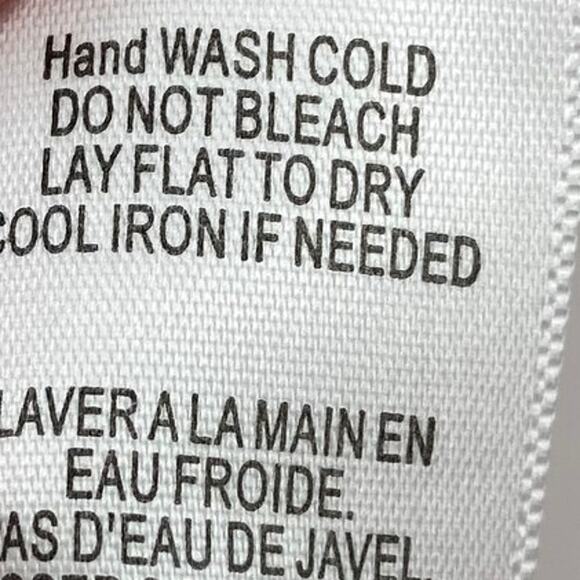 Hand WASH COLD
DO NOT BLEACH
LAY FLAT TO DRY
COOL IRON IF NEEDED
LAVER A LA MAIN EN
EAU FROIDE.
PAS D'EAU DE JAVEL